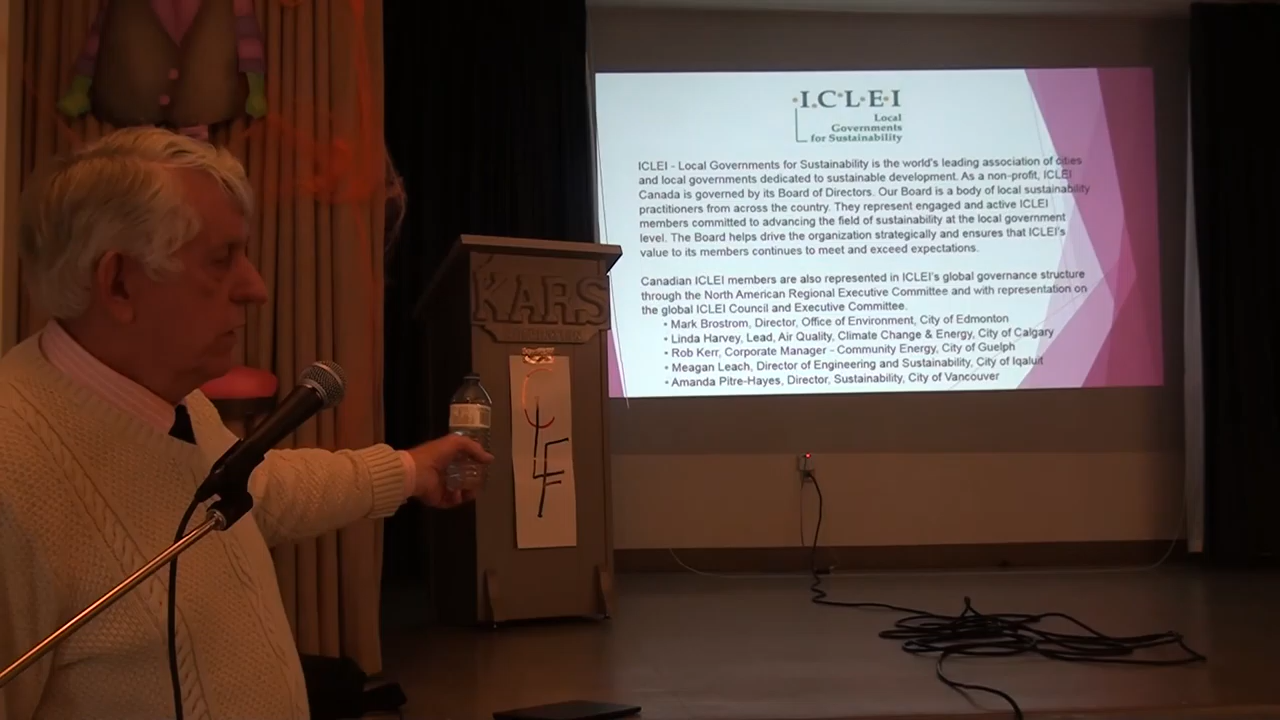 I.C.L.E.I
Local
Governments
for Sustainability
ICLEI - Local Governments for Sustainability is the world's leading association of cities
and local governments dedicated to sustainable development. As a non-profit, ICLEI
Canada is governed by its Board of Directors. Our Board is a body of local sustainability
practitioners from across the country. They represent engaged and active ICLEI
members committed to advancing the field of sustainability at the local government
level. The Board helps drive the organization strategically and ensures that ICLEI's
value to its members continues to meet and exceed expectations.
Canadian ICLEI members are also represented in ICLEI's global governance structure
through the North American Regional Executive Committee and with representation on
the global ICLEI Council and Executive Committee.
• Mark Brostrom, Director, Office of Environment, City of Edmonton
• Linda Harvey, Lead, Air Quality, Climate Change & Energy, City of Calgary
• Rob Kerr, Corporate Manager - Community Energy, City of Guelph
• Meagan Leach, Director of Engineering and Sustainability, City of Iqaluit
• Amanda Pitre-Hayes, Director, Sustainability, City of Vancouver
KARS